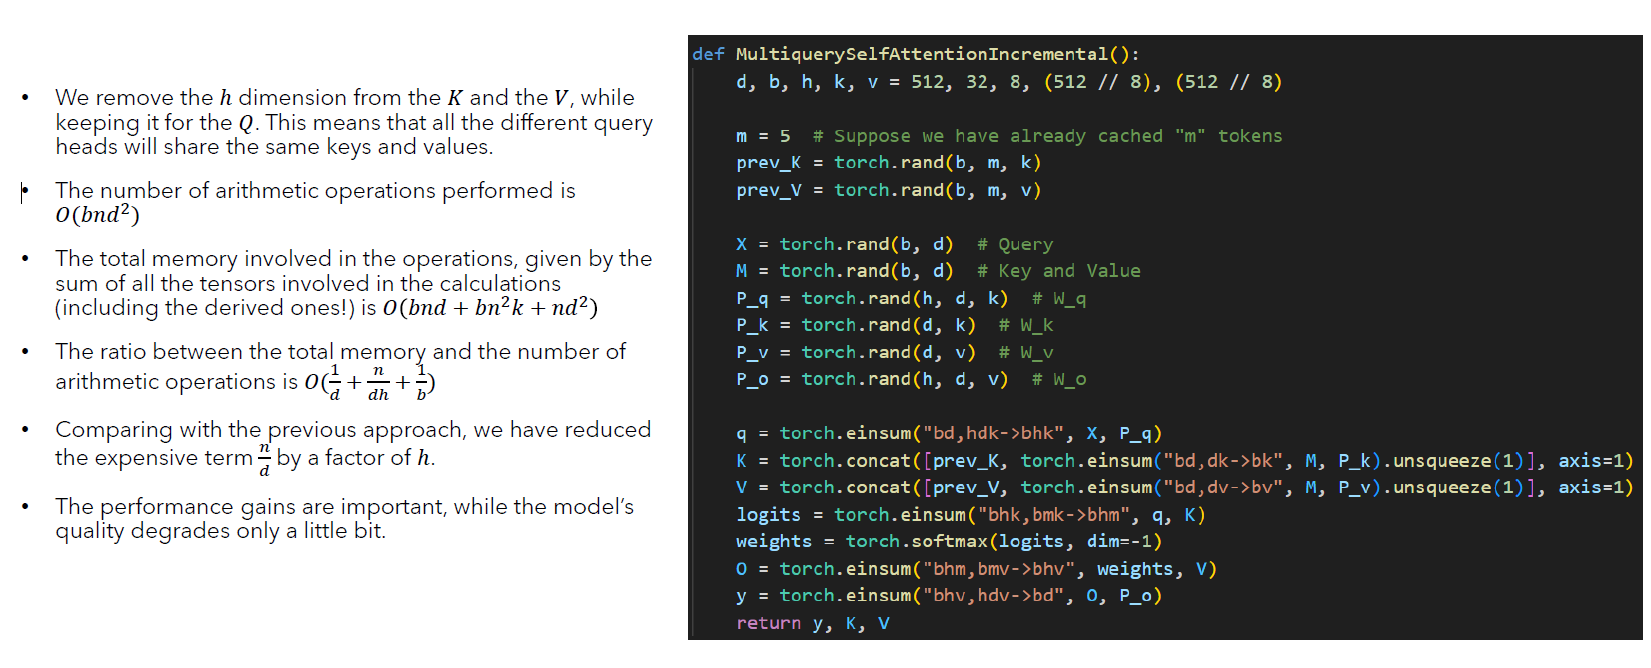 • We remove the h dimension from the K and the V, while
keeping it for the Q. This means that all the different query
heads will share the same keys and values.
• The number of arithmetic operations performed is
O(bnd²)
• The total memory involved in the operations, given by the
sum of all the tensors involved in the calculations
(including the derived ones!) is O(bnd + bn²k + nd²)
• The ratio between the total memory and the number of
arithmetic operations is O(1/d + n/dh + 1/b)
• Comparing with the previous approach, we have reduced
the expensive term n/d by a factor of h.
• The performance gains are important, while the model’s
quality degrades only a little bit.
def MultiquerySelfAttentionIncremental():
    d, b, h, k, v = 512, 32, 8, (512 // 8), (512 // 8)
    m = 5  # Suppose we have already cached "m" tokens
    prev_K = torch.rand(b, m, k)
    prev_V = torch.rand(b, m, v)
    X = torch.rand(b, d)  # Query
    M = torch.rand(b, d)  # Key and Value
    P_q = torch.rand(h, d, k)  # W_q
    P_k = torch.rand(d, k)  # W_k
    P_v = torch.rand(d, v)  # W_v
    P_o = torch.rand(h, d, v)  # W_o
    q = torch.einsum("bd,hdk->bhk", X, P_q)
    K = torch.concat([prev_K, torch.einsum("bd,dk->bk", M, P_k).unsqueeze(1)], axis=1)
    V = torch.concat([prev_V, torch.einsum("bd,dv->bv", M, P_v).unsqueeze(1)], axis=1)
    logits = torch.einsum("bhk,bmk->bhm", q, K)
    weights = torch.softmax(logits, dim=-1)
    O = torch.einsum("bhm,bmv->bhv", weights, V)
    y = torch.einsum("bhv,hdv->bd", O, P_o)
    return y, K, V